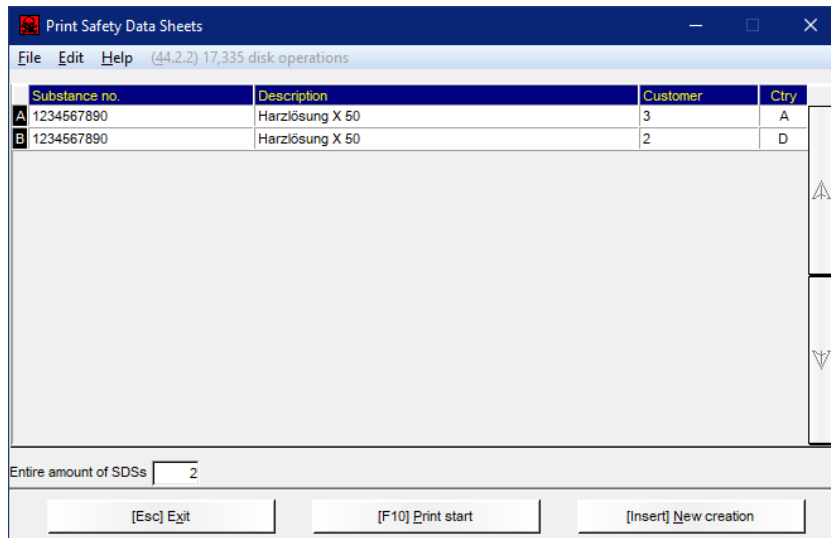 Print Safety Data Sheets
File Edit Help (44.2.2) 17,335 disk operations
Substance no. Description Customer Ctry
A 1234567890 Harzlösung X 50 3 A
B 1234567890 Harzlösung X 50 2 D
Entire amount of SDSs 2
[Esc] Exit [F10] Print start [Insert] New creation